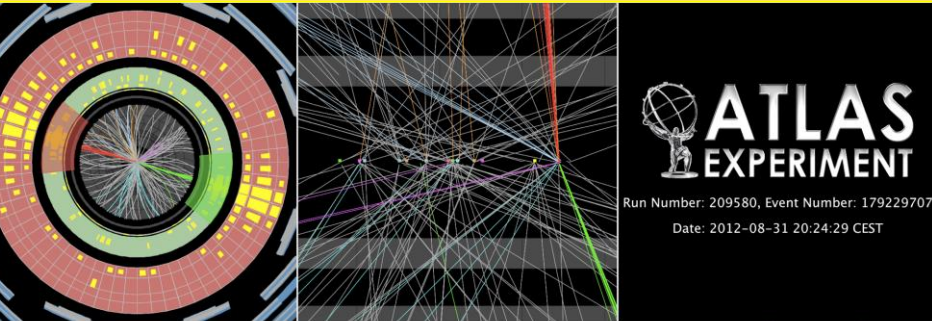 ATLAS
EXPERIMENT
Run Number: 209580, Event Number: 179229707
Date: 2012-08-31 20:24:29 CEST